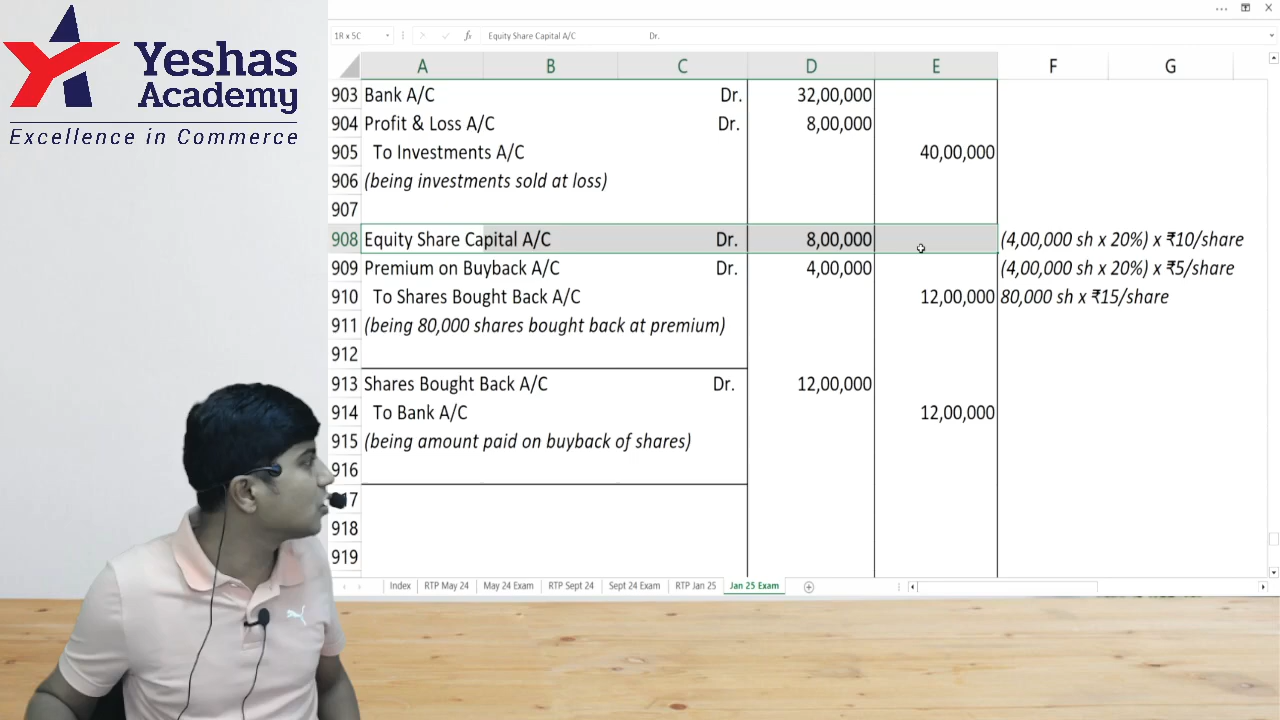 Yeshas
Academy
Excellence in Commerce
1R x 5C
fx
Equity Share Capital A/C Dr.
A B C D E F G
903 Bank A/C Dr. 32,00,000
904 Profit & Loss A/C Dr. 8,00,000
905 To Investments A/C 40,00,000
906 (being investments sold at loss)
907
908 Equity Share Capital A/C Dr. 8,00,000 (4,00,000 sh x 20%) x ₹10/share
909 Premium on Buyback A/C Dr. 4,00,000 (4,00,000 sh x 20%) x ₹5/share
910 To Shares Bought Back A/C 12,00,000 80,000 sh x ₹15/share
911 (being 80,000 shares bought back at premium)
912
913 Shares Bought Back A/C Dr. 12,00,000
914 To Bank A/C 12,00,000
915 (being amount paid on buyback of shares)
916
17
918
919
Index RTP May 24 May 24 Exam RTP Sept 24 Sept 24 Exam RTP Jan 25 Jan 25 Exam